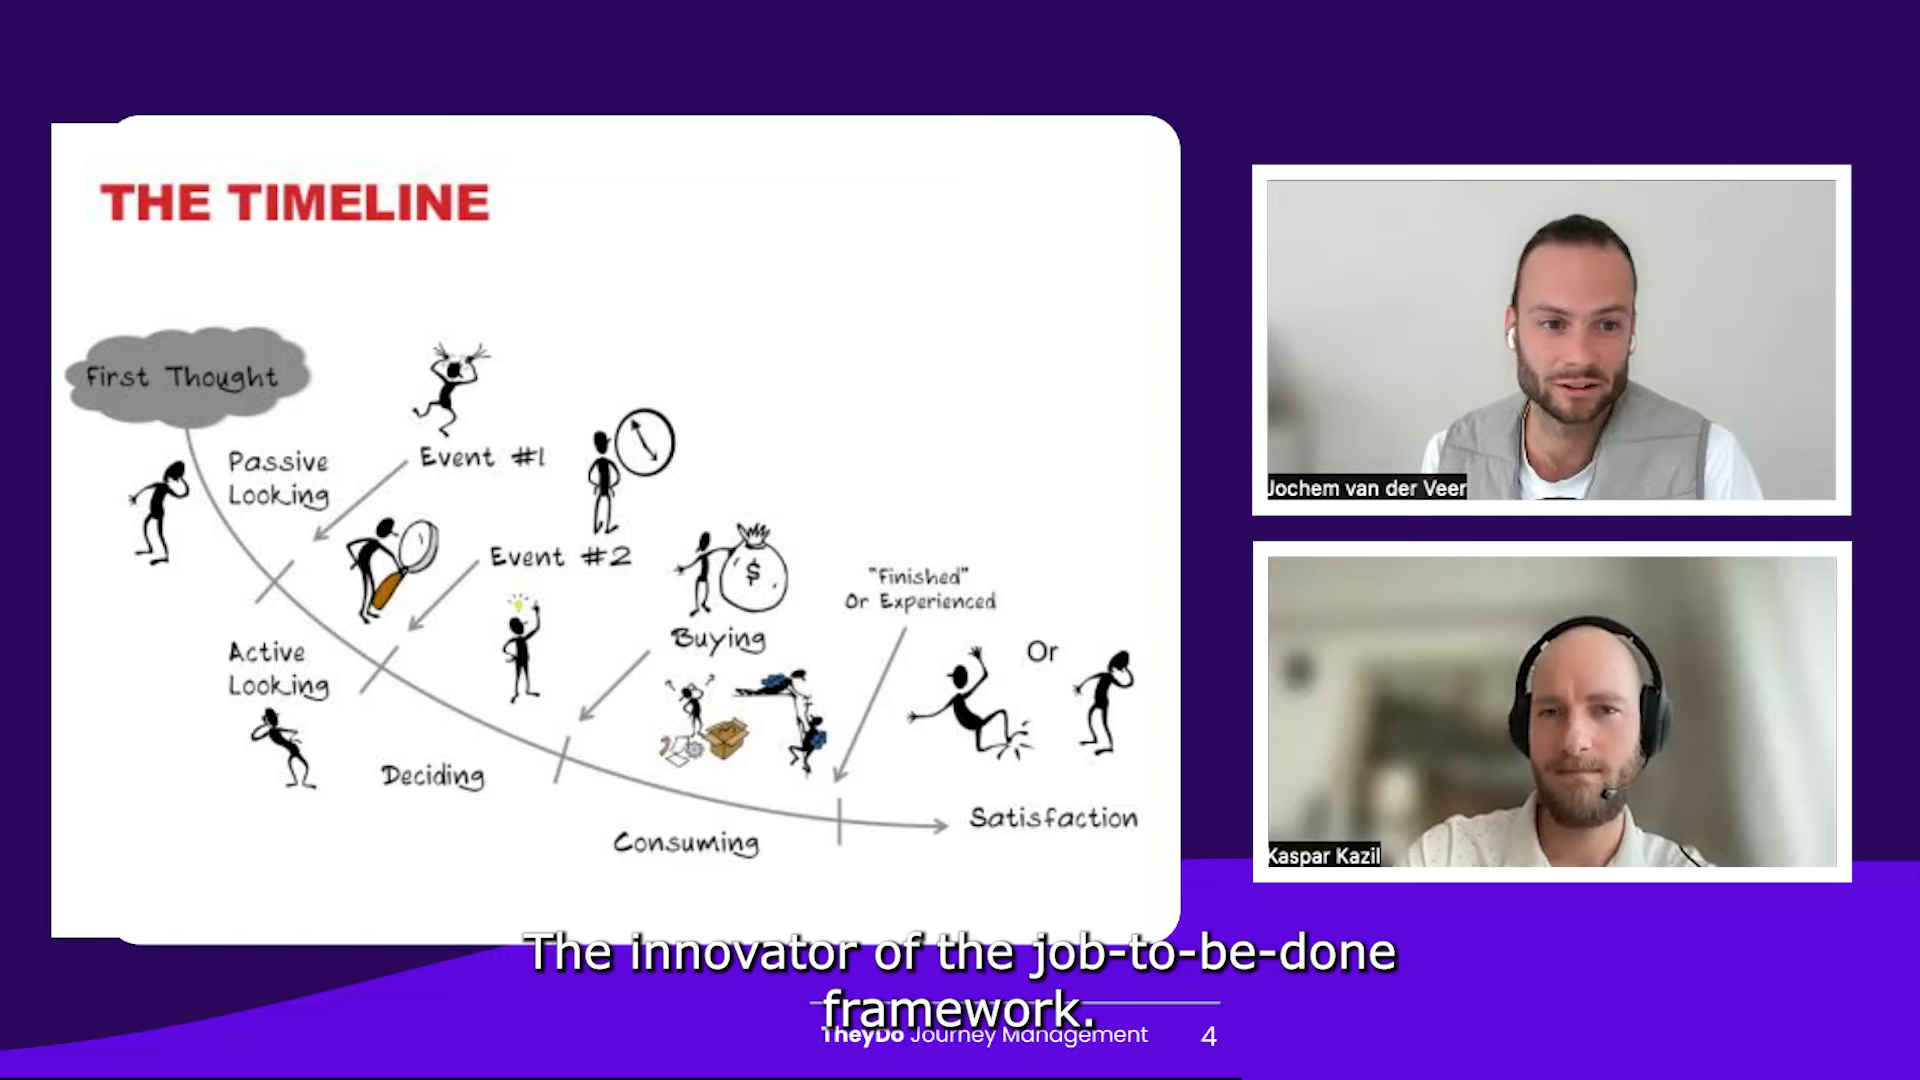 THE TIMELINE
First Thought
Passive
Looking
Event #1
Event #2
Active
Looking
Deciding
Buying
$
Consuming
"Finished"
Or Experienced
Or
Satisfaction
Jochem van der Veer
Kaspar Kazil
The innovator of the job-to-be-done
framework.
TheyDo Journey Management 4